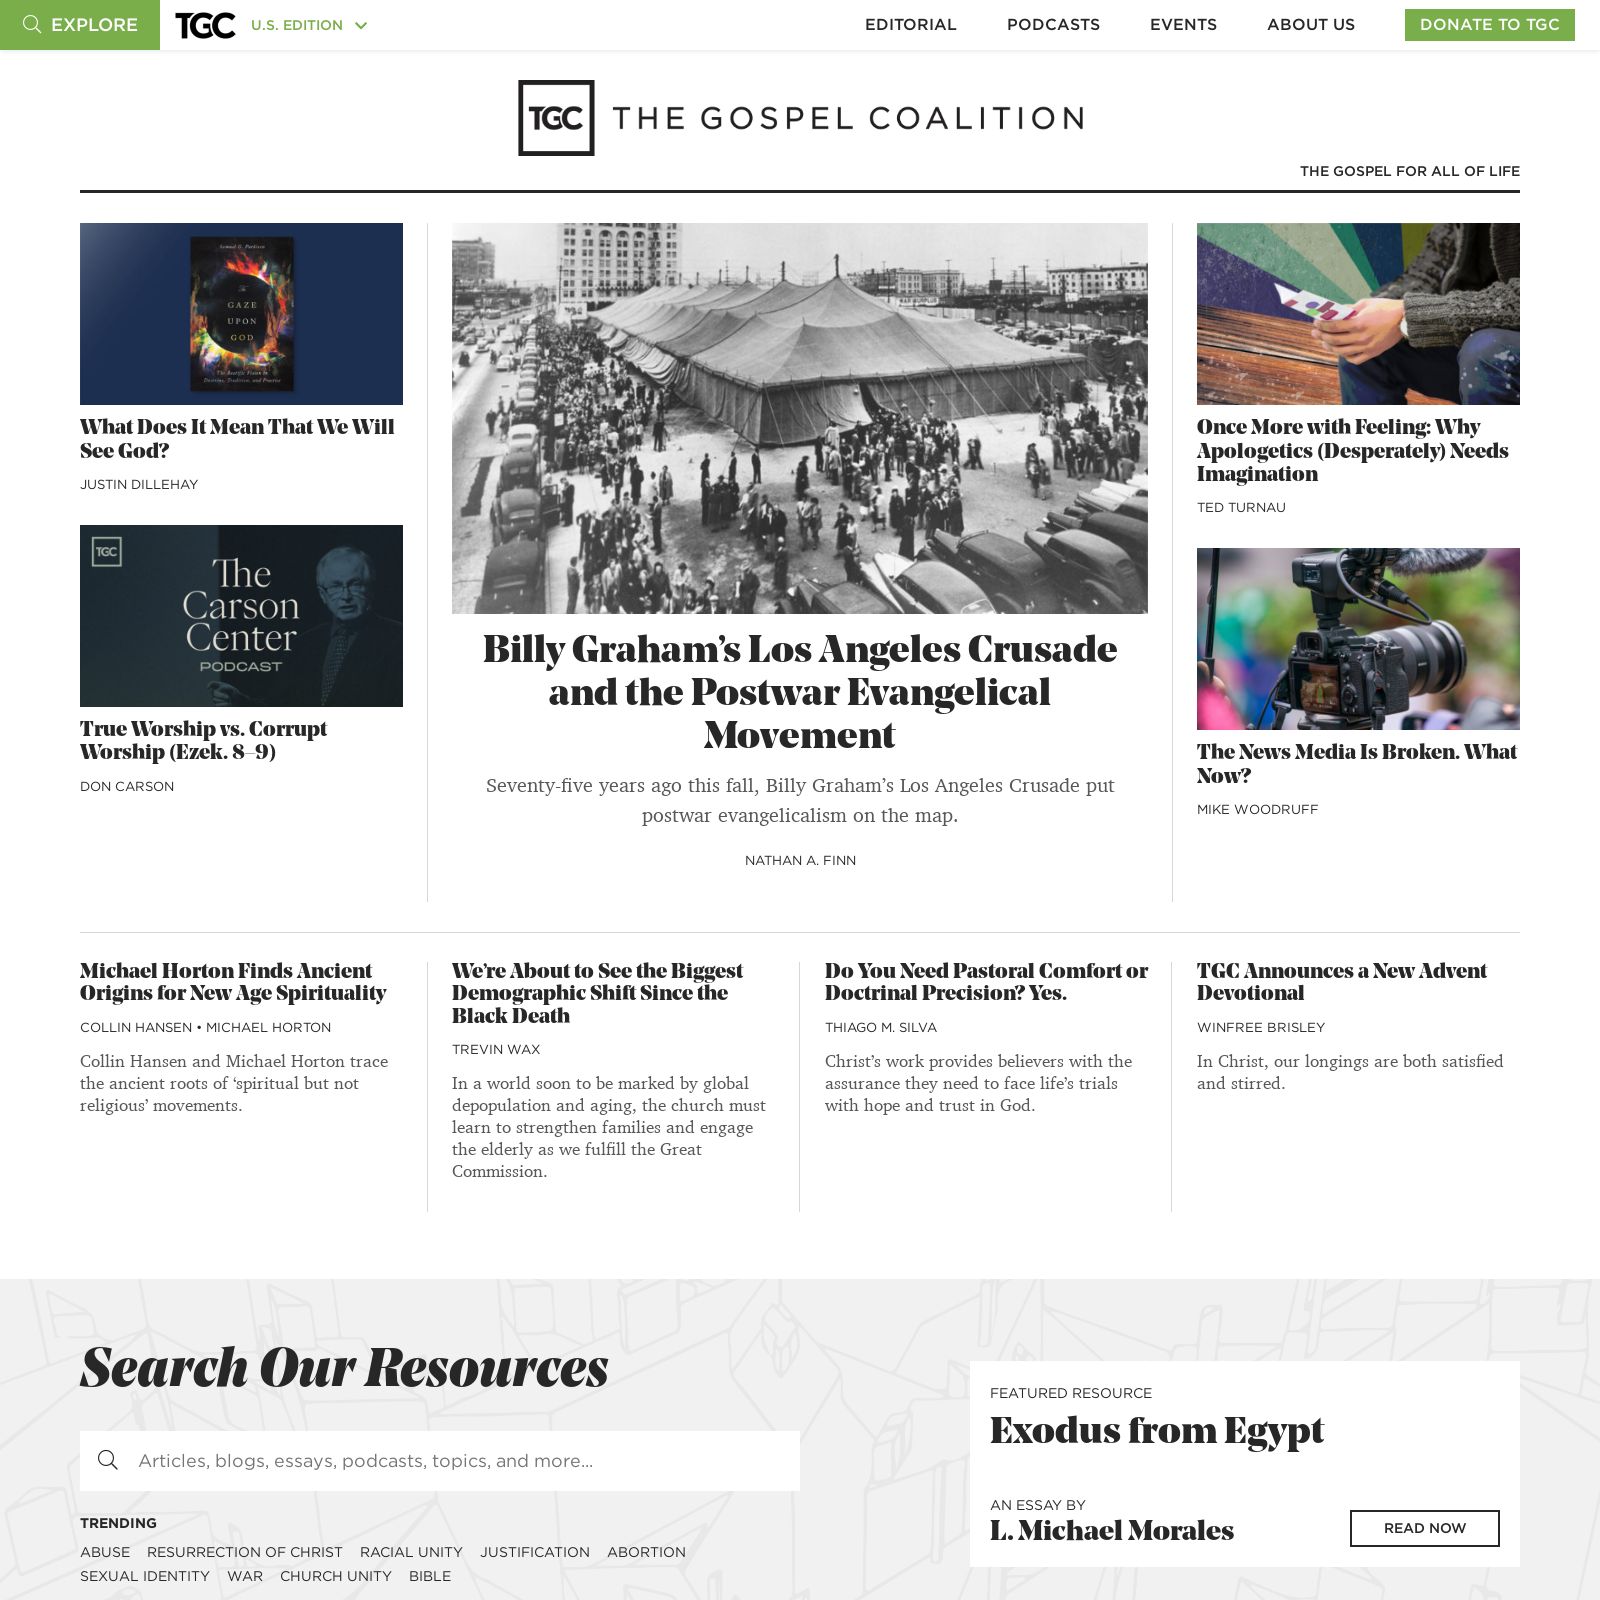 EXPLORE
TGC
U.S. EDITION
EDITORIAL
PODCASTS
EVENTS
ABOUT US
DONATE TO TGC
TGC THE GOSPEL COALITION
THE GOSPEL FOR ALL OF LIFE
Samuel G. Parkison
The
GAZE
UPON
GOD
The Beatific Vision in
Doctrine, Tradition, and Practice
What Does It Mean That We Will
See God?
JUSTIN DILLEHAY
TGC
The
Carson
Center
PODCAST
True Worship vs. Corrupt
Worship (Ezek. 8–9)
DON CARSON
Billy Graham’s Los Angeles Crusade
and the Postwar Evangelical
Movement
Seventy-five years ago this fall, Billy Graham’s Los Angeles Crusade put
postwar evangelicalism on the map.
NATHAN A. FINN
Once More with Feeling: Why
Apologetics (Desperately) Needs
Imagination
TED TURNAU
The News Media Is Broken. What
Now?
MIKE WOODRUFF
Michael Horton Finds Ancient
Origins for New Age Spirituality
COLLIN HANSEN • MICHAEL HORTON
Collin Hansen and Michael Horton trace
the ancient roots of ‘spiritual but not
religious’ movements.
We’re About to See the Biggest
Demographic Shift Since the
Black Death
TREVIN WAX
In a world soon to be marked by global
depopulation and aging, the church must
learn to strengthen families and engage
the elderly as we fulfill the Great
Commission.
Do You Need Pastoral Comfort or
Doctrinal Precision? Yes.
THIAGO M. SILVA
Christ’s work provides believers with the
assurance they need to face life’s trials
with hope and trust in God.
TGC Announces a New Advent
Devotional
WINFREE BRISLEY
In Christ, our longings are both satisfied
and stirred.
Search Our Resources
Articles, blogs, essays, podcasts, topics, and more...
TRENDING
ABUSE RESURRECTION OF CHRIST RACIAL UNITY JUSTIFICATION ABORTION
SEXUAL IDENTITY WAR CHURCH UNITY BIBLE
FEATURED RESOURCE
Exodus from Egypt
AN ESSAY BY
L. Michael Morales
READ NOW